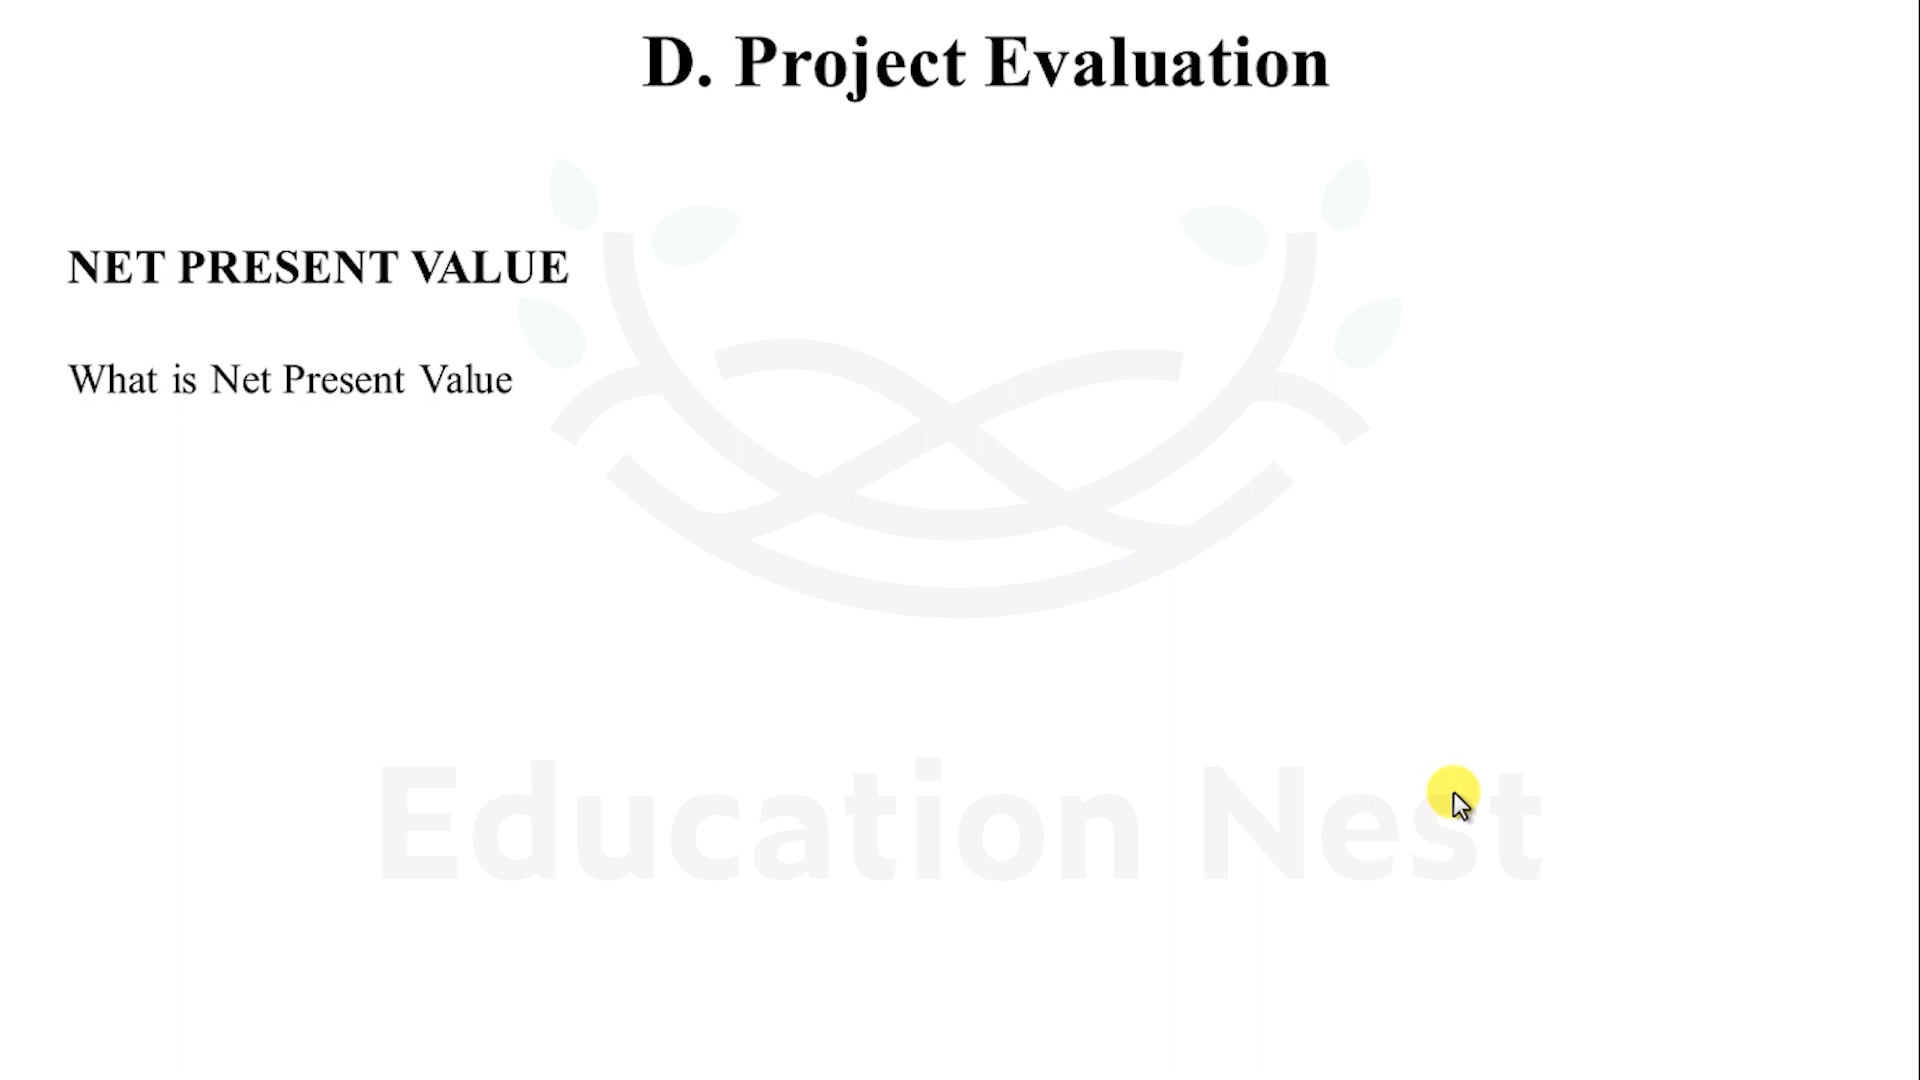 D. Project Evaluation
NET PRESENT VALUE
What is Net Present Value
Education Nest